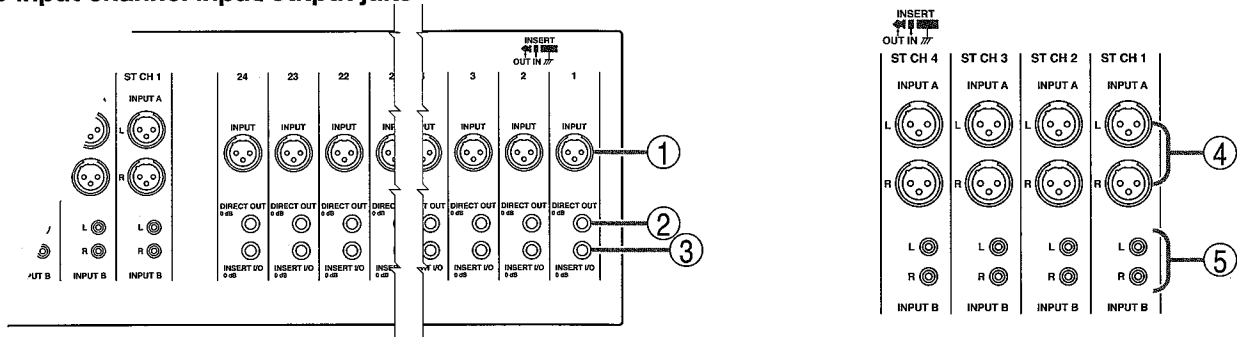 INSERT
OUT IN
ST CH 1 24 23 22 3 2 1
INPUT A
INPUT INPUT INPUT INPUT INPUT INPUT
L
R
①
DIRECT OUT DIRECT OUT DIRECT OUT DIRECT OUT DIRECT OUT DIRECT OUT
0 dB 0 dB 0 dB 0 dB 0 dB 0 dB
②
L L
R R
③
INPUT B INPUT B INSERT I/O INSERT I/O INSERT I/O INSERT I/O INSERT I/O INSERT I/O
0 dB 0 dB 0 dB 0 dB 0 dB 0 dB
INSERT
OUT IN
ST CH 4 ST CH 3 ST CH 2 ST CH 1
INPUT A INPUT A INPUT A INPUT A
L L L L
④
R R R R
L L L L
⑤
R R R R
INPUT B INPUT B INPUT B INPUT B